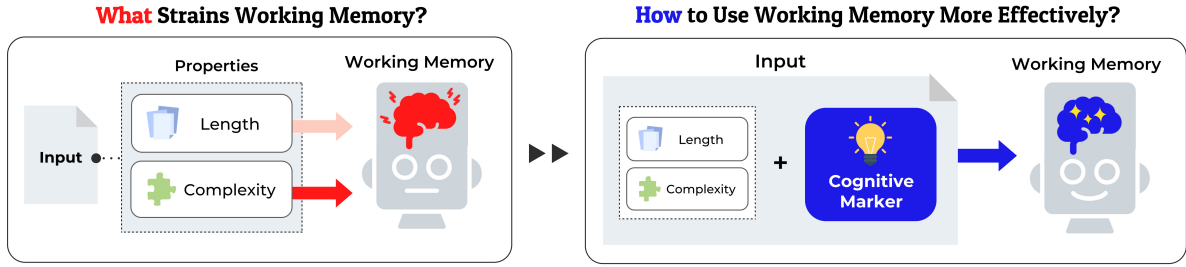 What Strains Working Memory?
Properties
Working Memory
Input
Length
Complexity
How to Use Working Memory More Effectively?
Input
Working Memory
Length
Complexity
+
Cognitive
Marker